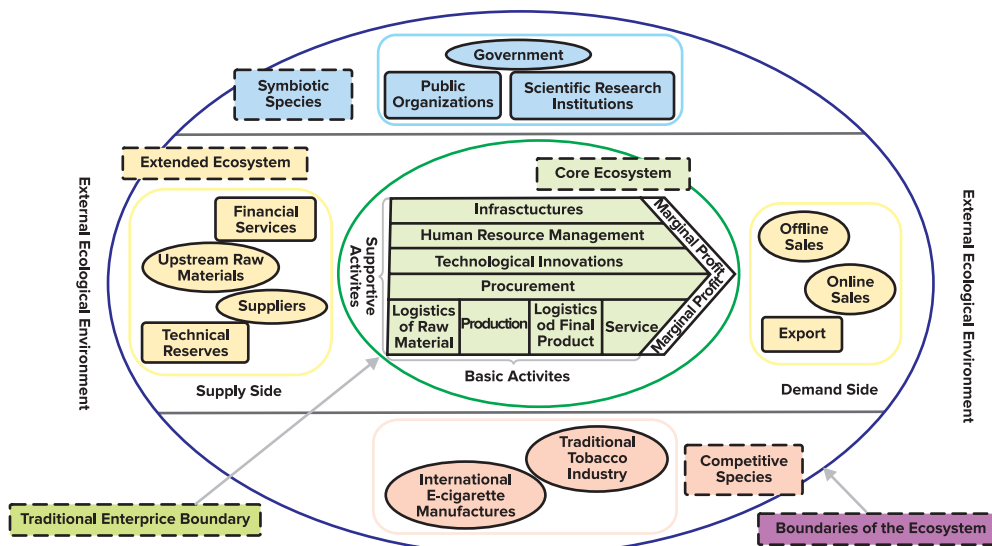 Government
Symbiotic
Species
Public
Organizations
Scientific Research
Institutions
Extended Ecosystem
Core Ecosystem
External Ecological Environment
Financial
Services
Upstream Raw
Materials
Suppliers
Technical
Reserves
Supply Side
Supportive
Activites
Infrasctuctures
Human Resource Management
Technological Innovations
Procurement
Logistics
of Raw
Material
Production
Logistics
od Final
Product
Service
Marginal Profit
Marginal Profit
Basic Activites
Offline
Sales
Online
Sales
Export
Demand Side
External Ecological Environment
Traditional
Tobacco
Industry
International
E-cigarette
Manufactures
Competitive
Species
Traditional Enterprice Boundary
Boundaries of the Ecosystem